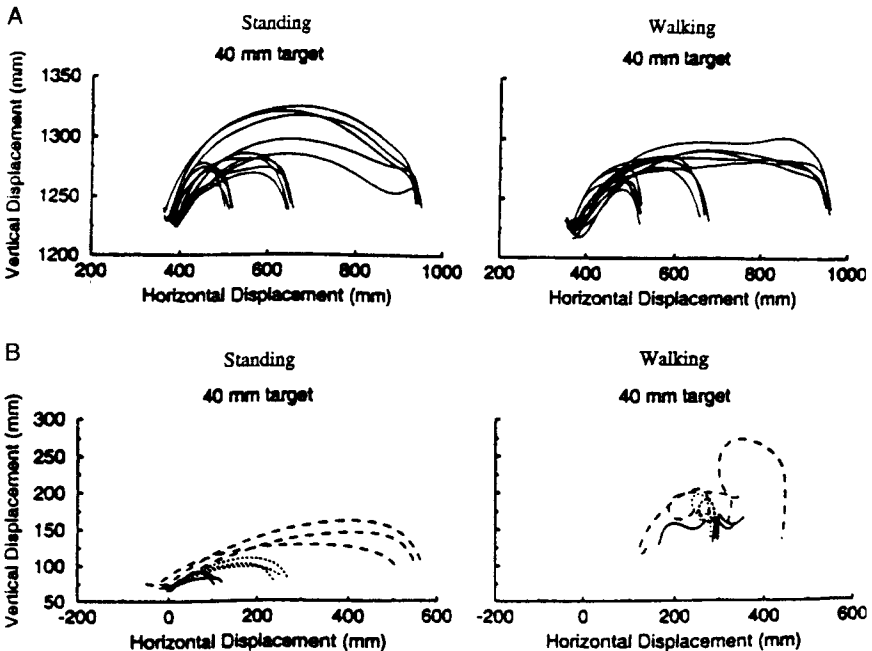 A
Standing
40 mm target
Walking
40 mm target
Vertical Displacement (mm)
1350
1300
1250
1200
200
400
600
800
1000
200
400
600
800
1000
Horizontal Displacement (mm)
Horizontal Displacement (mm)
B
Standing
40 mm target
Walking
40 mm target
Vertical Displacement (mm)
300
250
200
150
100
50
-200
0
200
400
600
-200
0
200
400
600
Horizontal Displacement (mm)
Horizontal Displacement (mm)